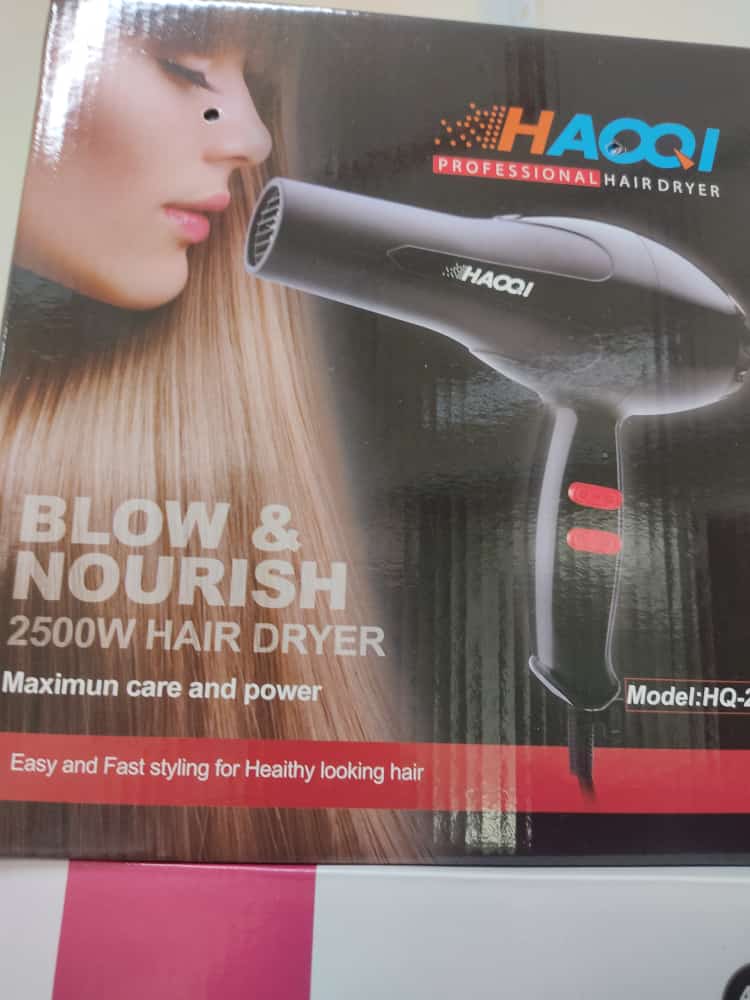 HAOQI
PROFESSIONAL HAIR DRYER
HAOQI
BLOW &
NOURISH
2500W HAIR DRYER
Maximun care and power
Model:HQ-2
Easy and Fast styling for Heaithy looking hair